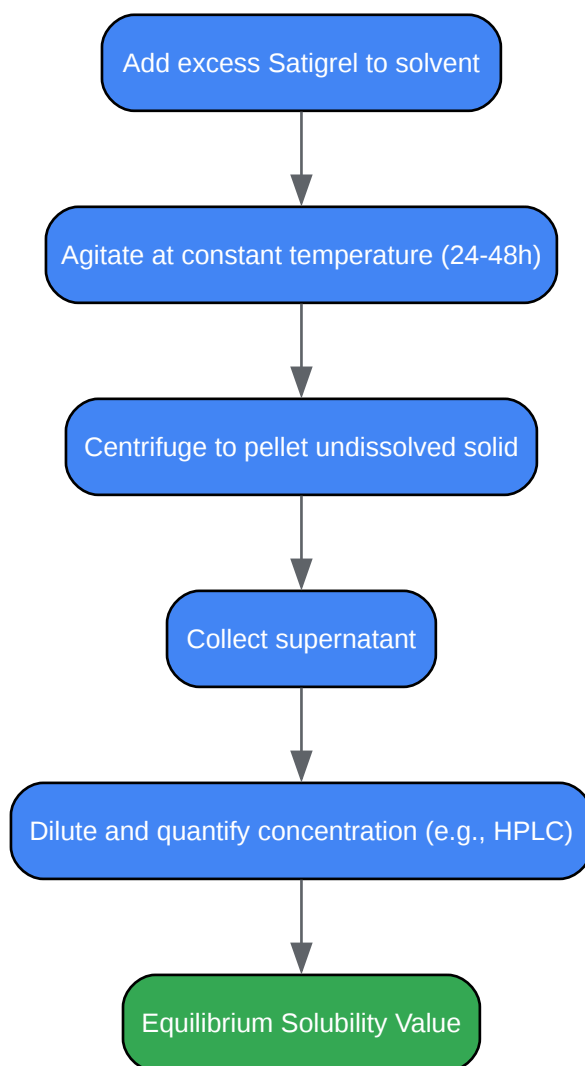 Add excess Satigrel to solvent
Agitate at constant temperature (24-48h)
Centrifuge to pellet undissolved solid
Collect supernatant
Dilute and quantify concentration (e.g., HPLC)
Equilibrium Solubility Value